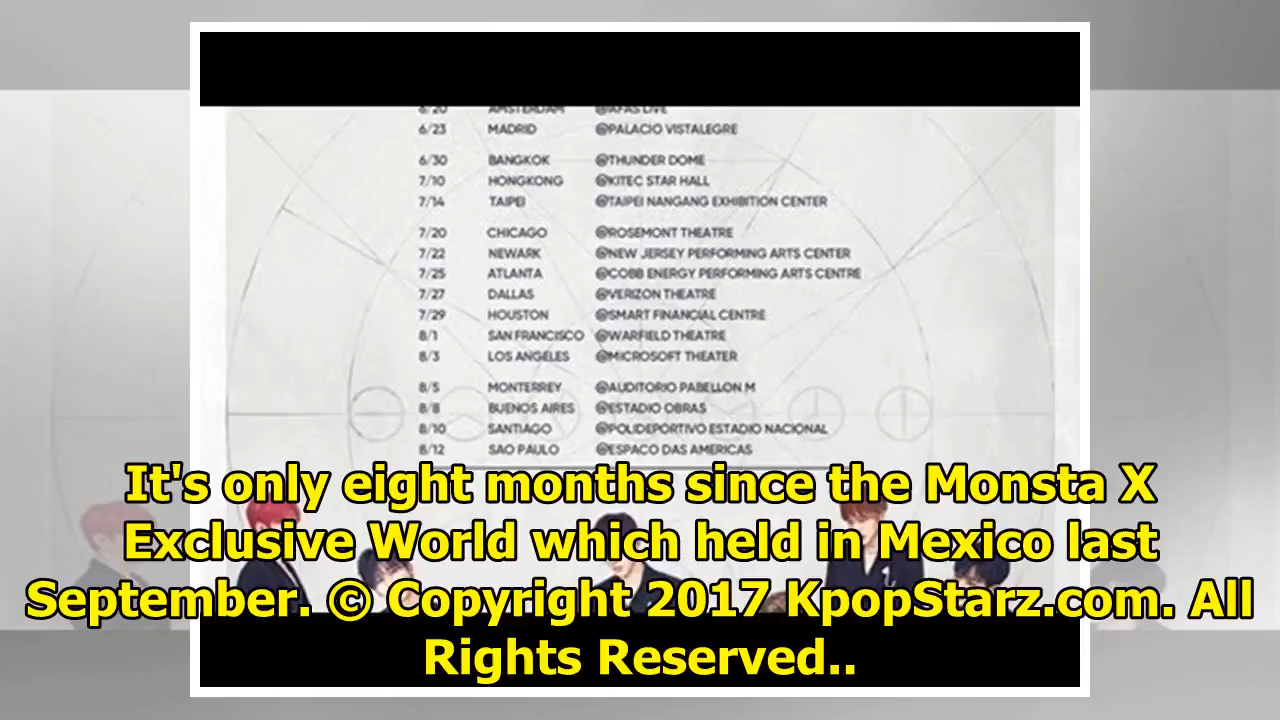 6/20 AMSTERDAM @AFAS LIVE
6/23 MADRID @PALACIO VISTALEGRE
6/30 BANGKOK @THUNDER DOME
7/10 HONGKONG @KITEC STAR HALL
7/14 TAIPEI @TAIPEI NANGANG EXHIBITION CENTER
7/20 CHICAGO @ROSEMONT THEATRE
7/22 NEWARK @NEW JERSEY PERFORMING ARTS CENTER
7/25 ATLANTA @COBB ENERGY PERFORMING ARTS CENTRE
7/27 DALLAS @VERIZON THEATRE
7/29 HOUSTON @SMART FINANCIAL CENTRE
8/1 SAN FRANCISCO @WARFIELD THEATRE
8/3 LOS ANGELES @MICROSOFT THEATER
8/5 MONTERREY @AUDITORIO PABELLON M
8/8 BUENOS AIRES @ESTADIO OBRAS
8/10 SANTIAGO @POLIDEPORTIVO ESTADIO NACIONAL
8/12 SAO PAULO @ESPACO DAS AMERICAS
It's only eight months since the Monsta X
Exclusive World which held in Mexico last
September. © Copyright 2017 KpopStarz.com. All
Rights Reserved..